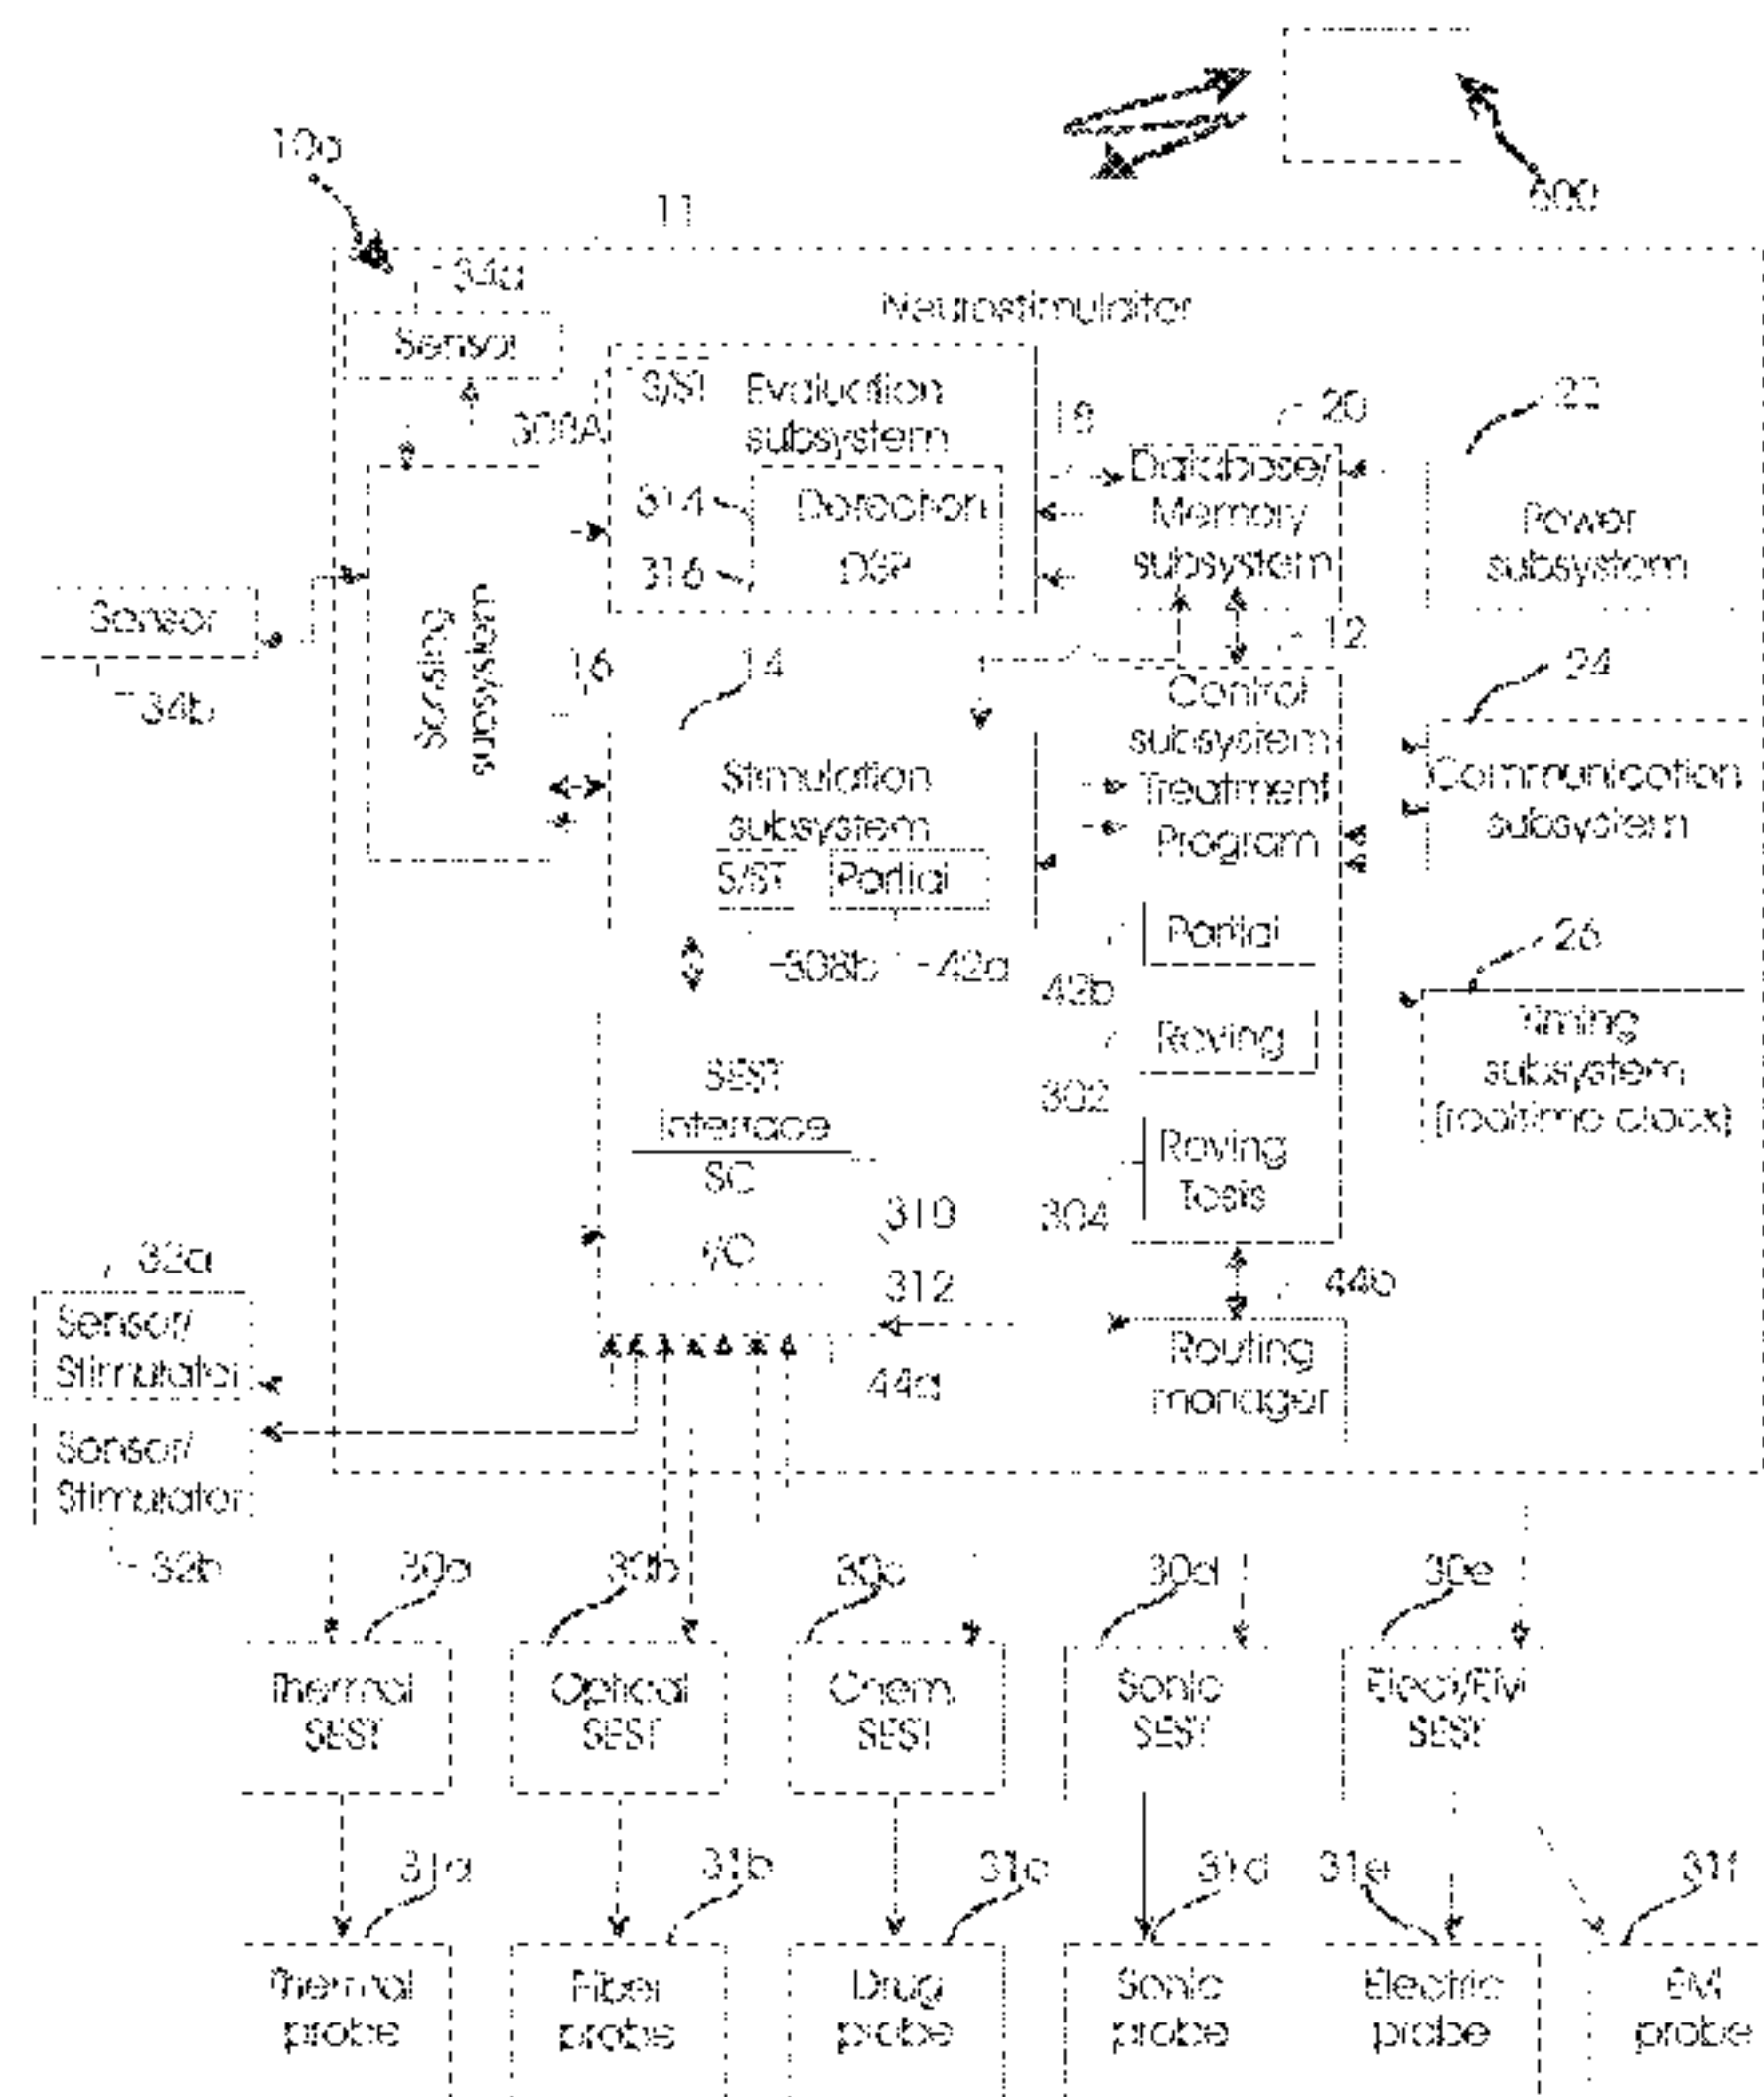 10a
600
11
34a
Neurostimulator
Sensor
S/ST
Evaluation
subsystem
308A
18
20
22
Database/
Memory
subsystem
314
Detection
316
DSP
Power
subsystem
Sensor
34b
Sensing
subsystem
16
14
12
24
Control
subsystem
Treatment
Program
Stimulation
subsystem
S/ST
Partial
Communication
subsystem
308b
42a
Partial
42b
26
Roving
302
Timing
subsystem
(realtime clock)
SEST
Interface
SC
I/O
310
Roving
Tests
304
312
32a
Sensor/
Stimulator
44b
Routing
manager
44a
Sensor/
Stimulator
32b
30a
30b
30c
30d
30e
Thermal
SEST
Optical
SEST
Chem
SEST
Sonic
SEST
Elect/EM
SEST
31a
31b
31c
31d
31e
31f
Thermal
probe
Fiber
probe
Drug
probe
Sonic
probe
Electric
probe
EM
probe